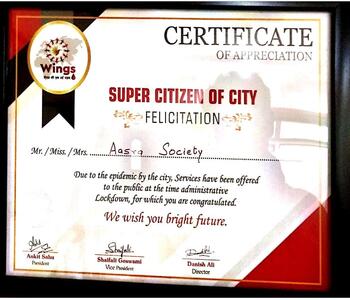 CERTIFICATE
OF APPRECIATION
Wings
SUPER CITIZEN OF CITY
FELICITATION
Mr. / Miss. / Mrs. Aasra Society
Due to the epidemic by the city, Services have been offered
to the public at the time administrative
Lockdown, for which you are congratulated.
We wish you bright future.
Ankit Sahu
President
Shaifali Goswami
Vice President
Danish Ali
Director